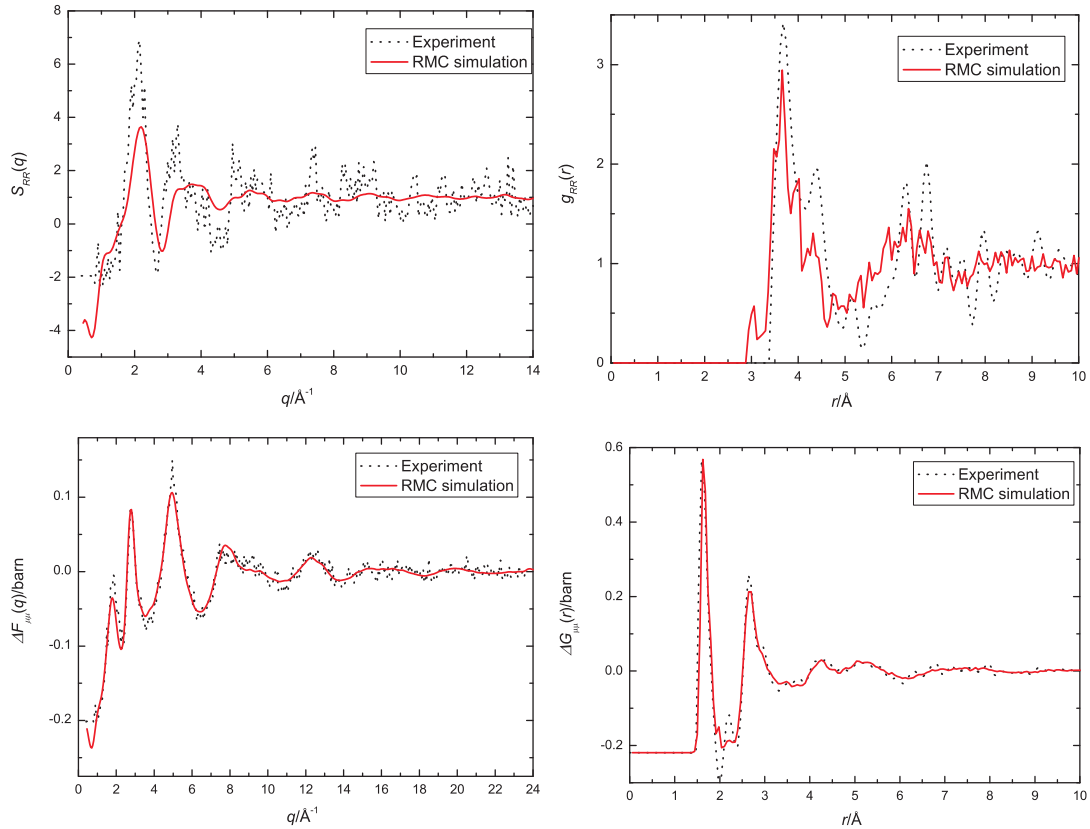 8
6
4
2
0
-2
-4
0 2 4 6 8 10 12 14
S_RR(q)
q/Å⁻¹
Experiment
RMC simulation
3
2
1
0
0 1 2 3 4 5 6 7 8 9 10
g_RR(r)
r/Å
Experiment
RMC simulation
0.1
0.0
-0.1
-0.2
0 2 4 6 8 10 12 14 16 18 20 22 24
ΔF_μμ'(q)/barn
q/Å⁻¹
Experiment
RMC simulation
0.6
0.4
0.2
0.0
-0.2
0 1 2 3 4 5 6 7 8 9 10
ΔG_μμ'(r)/barn
r/Å
Experiment
RMC simulation